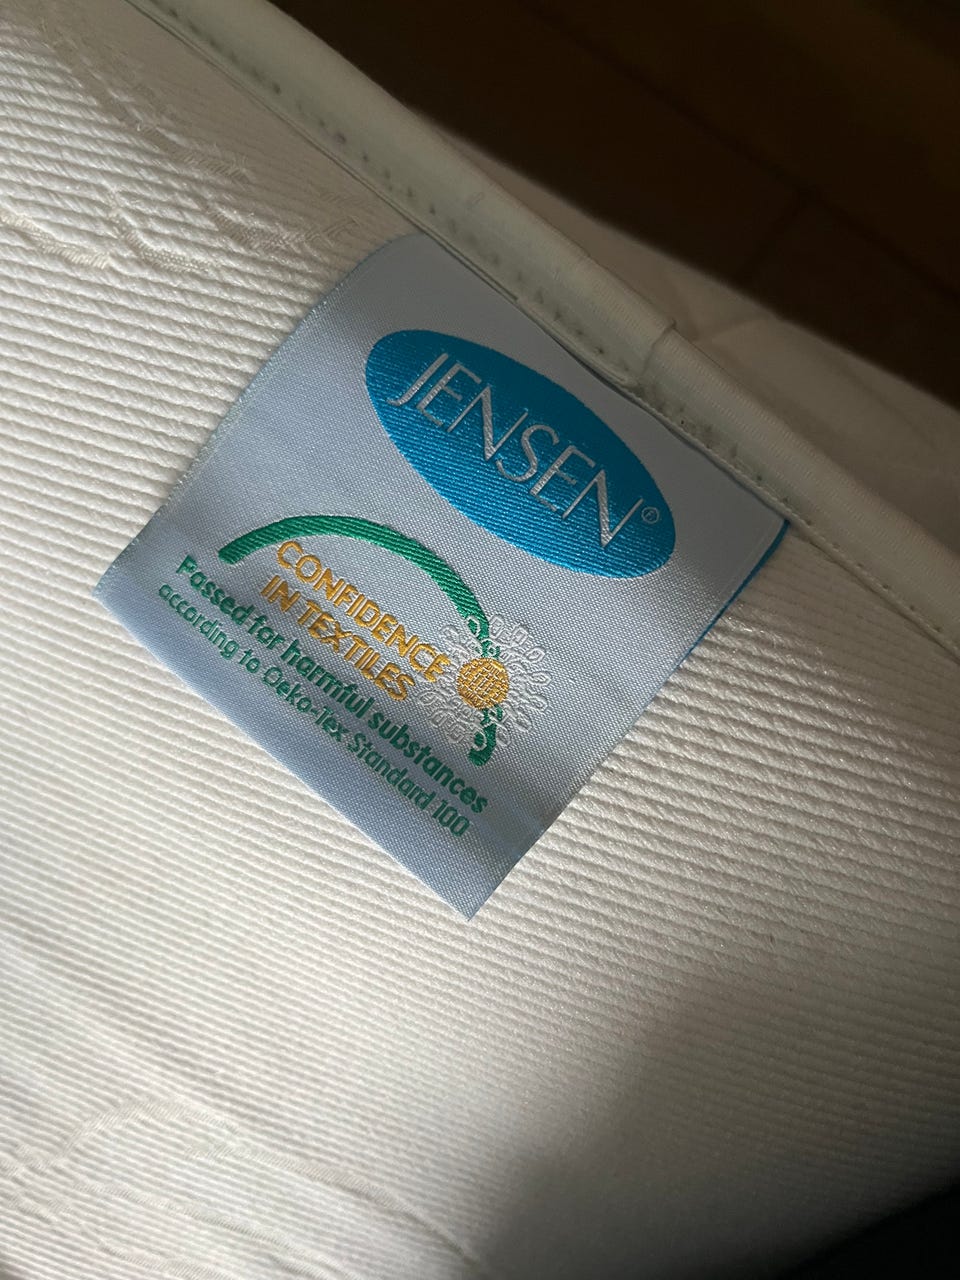 JENSEN®
CONFIDENCE
IN TEXTILES
Passed for harmful substances
according to Oeko-Tex Standard 100